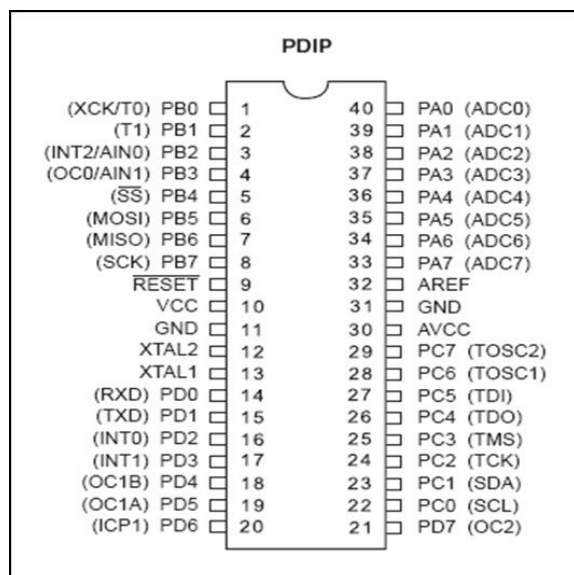 PDIP
(XCK/T0) PB0 1 40 PA0 (ADC0)
(T1) PB1 2 39 PA1 (ADC1)
(INT2/AIN0) PB2 3 38 PA2 (ADC2)
(OC0/AIN1) PB3 4 37 PA3 (ADC3)
(SS) PB4 5 36 PA4 (ADC4)
(MOSI) PB5 6 35 PA5 (ADC5)
(MISO) PB6 7 34 PA6 (ADC6)
(SCK) PB7 8 33 PA7 (ADC7)
RESET 9 32 AREF
VCC 10 31 GND
GND 11 30 AVCC
XTAL2 12 29 PC7 (TOSC2)
XTAL1 13 28 PC6 (TOSC1)
(RXD) PD0 14 27 PC5 (TDI)
(TXD) PD1 15 26 PC4 (TDO)
(INT0) PD2 16 25 PC3 (TMS)
(INT1) PD3 17 24 PC2 (TCK)
(OC1B) PD4 18 23 PC1 (SDA)
(OC1A) PD5 19 22 PC0 (SCL)
(ICP1) PD6 20 21 PD7 (OC2)